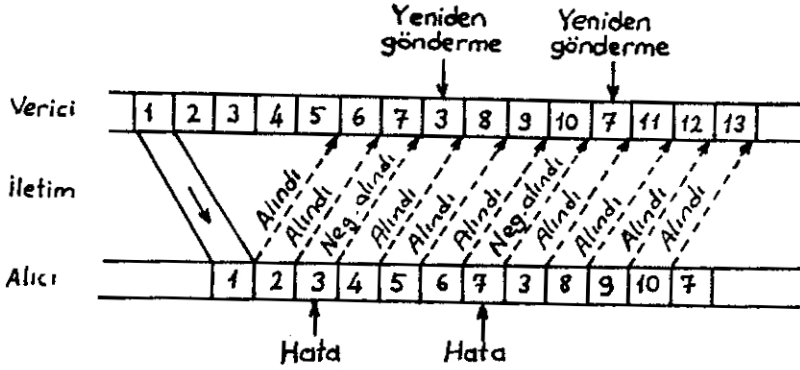 Yeniden gönderme
Yeniden gönderme
Verici 1 2 3 4 5 6 7 3 8 9 10 7 11 12 13
İletim
Alındı
Alındı
Neg. alındı
Alındı
Alındı
Alındı
Neg. alındı
Alındı
Alındı
Alındı
Alındı
Alıcı 1 2 3 4 5 6 7 3 8 9 10 7
Hata
Hata